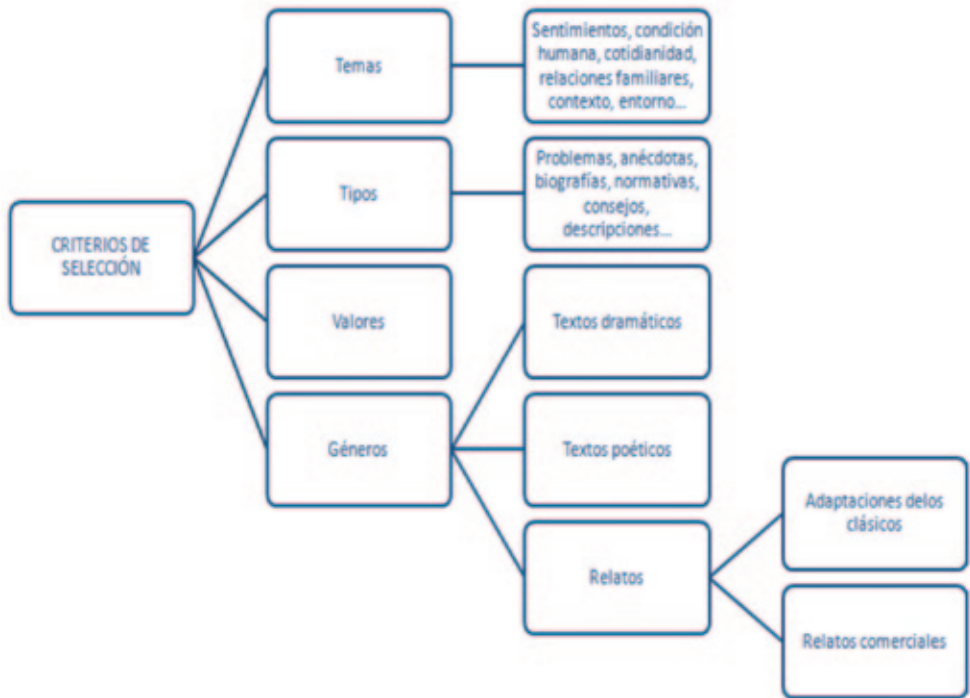 Temas
Sentimientos, condición
humana, cotidianidad,
relaciones familiares,
contexto, entorno...
Tipos
Problemas, anécdotas,
biografías, normativas,
consejos,
descripciones...
CRITERIOS DE
SELECCIÓN
Valores
Textos dramáticos
Géneros
Textos poéticos
Relatos
Adaptaciones delos
clásicos
Relatos comerciales